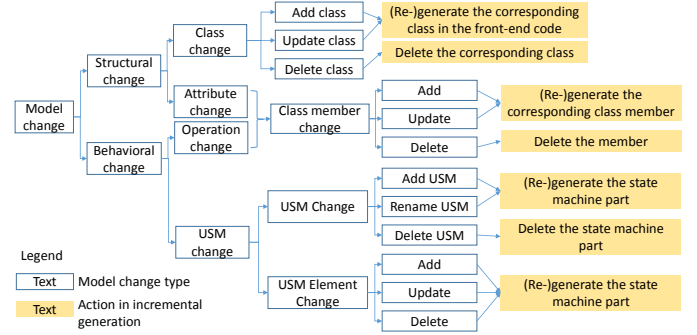 Model
change
Structural
change
Behavioral
change
Class
change
Attribute
change
Operation
change
USM
change
Add class
Update class
Delete class
(Re-)generate the corresponding
class in the front-end code
Delete the corresponding class
Class member
change
Add
Update
Delete
(Re-)generate the
corresponding class member
Delete the member
USM Change
Add USM
Rename USM
Delete USM
(Re-)generate the state
machine part
Delete the state machine
part
USM Element
Change
Add
Update
Delete
(Re-)generate the state
machine part
Legend
Text Model change type
Text Action in incremental
generation